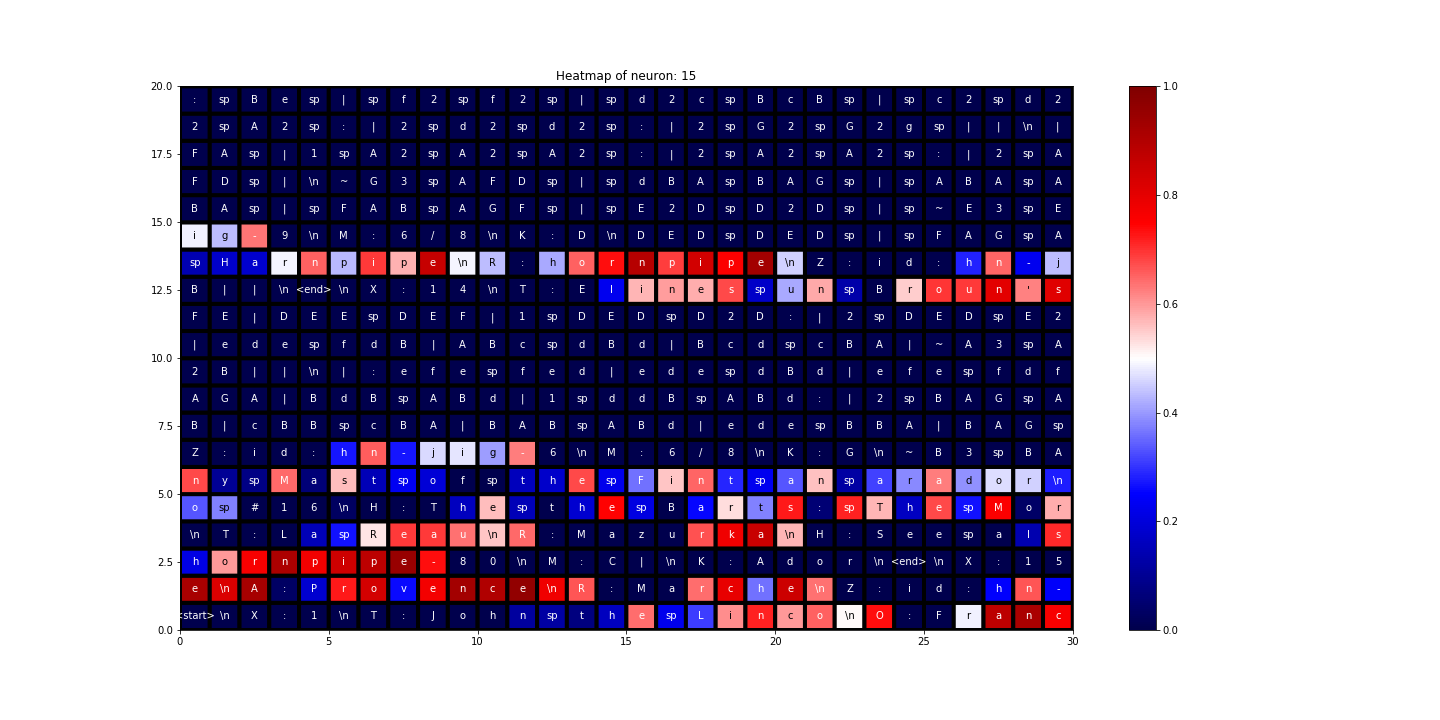 Heatmap of neuron: 15
20.0 : sp B e sp | sp f 2 sp f 2 sp | sp d 2 c sp B c B sp | sp c 2 sp d 2 1.0
2 sp A 2 sp : | 2 sp d 2 sp d 2 sp : | 2 sp G 2 sp G 2 g sp | | \n |
17.5 F A sp | 1 sp A 2 sp A 2 sp A 2 sp : | 2 sp A 2 sp A 2 sp : | 2 sp A
F D sp | \n ~ G 3 sp A F D sp | sp d B A sp B A G sp | sp A B A sp A 0.8
15.0 B A sp | sp F A B sp A G F sp | sp E 2 D sp D 2 D sp | sp ~ E 3 sp E
i g - 9 \n M : 6 / 8 \n K : D \n D E D sp D E D sp | sp F A G sp A
sp H a r n p i p e \n R : h o r n p i p e \n Z : i d : h n - j 0.6
12.5 B | | \n <end> \n X : 1 4 \n T : E l i n e s sp u n sp B r o u n ' s
F E | D E E sp D E F | 1 sp D E D sp D 2 D : | 2 sp D E D sp E 2
10.0 | e d e sp f d B | A B c sp d B d | B c d sp c B A | ~ A 3 sp A
2 B | | \n | : e f e sp f e d | e d e sp d B d | e f e sp f d f 0.4
A G A | B d B sp A B d | 1 sp d d B sp A B d : | 2 sp B A G sp A
7.5 B | c B B sp c B A | B A B sp A B d | e d e sp B B A | B A G sp
Z : i d : h n - j i g - 6 \n M : 6 / 8 \n K : G \n ~ B 3 sp B A
5.0 n y sp M a s t sp o f sp t h e sp F i n t sp a n sp a r a d o r \n 0.2
o sp # 1 6 \n H : T h e sp t h e sp B a r t s : sp T h e sp M o r
\n T : L a sp R e a u \n R : M a z u r k a \n H : S e e sp a l s
2.5 h o r n p i p e - 8 0 \n M : C | \n K : A d o r \n <end> \n X : 1 5
e \n A : P r o v e n c e \n R : M a r c h e \n Z : i d : h n -
0.0 <start> \n X : 1 \n T : J o h n sp t h e sp L i n c o \n O : F r a n c 0.0
0 5 10 15 20 25 30